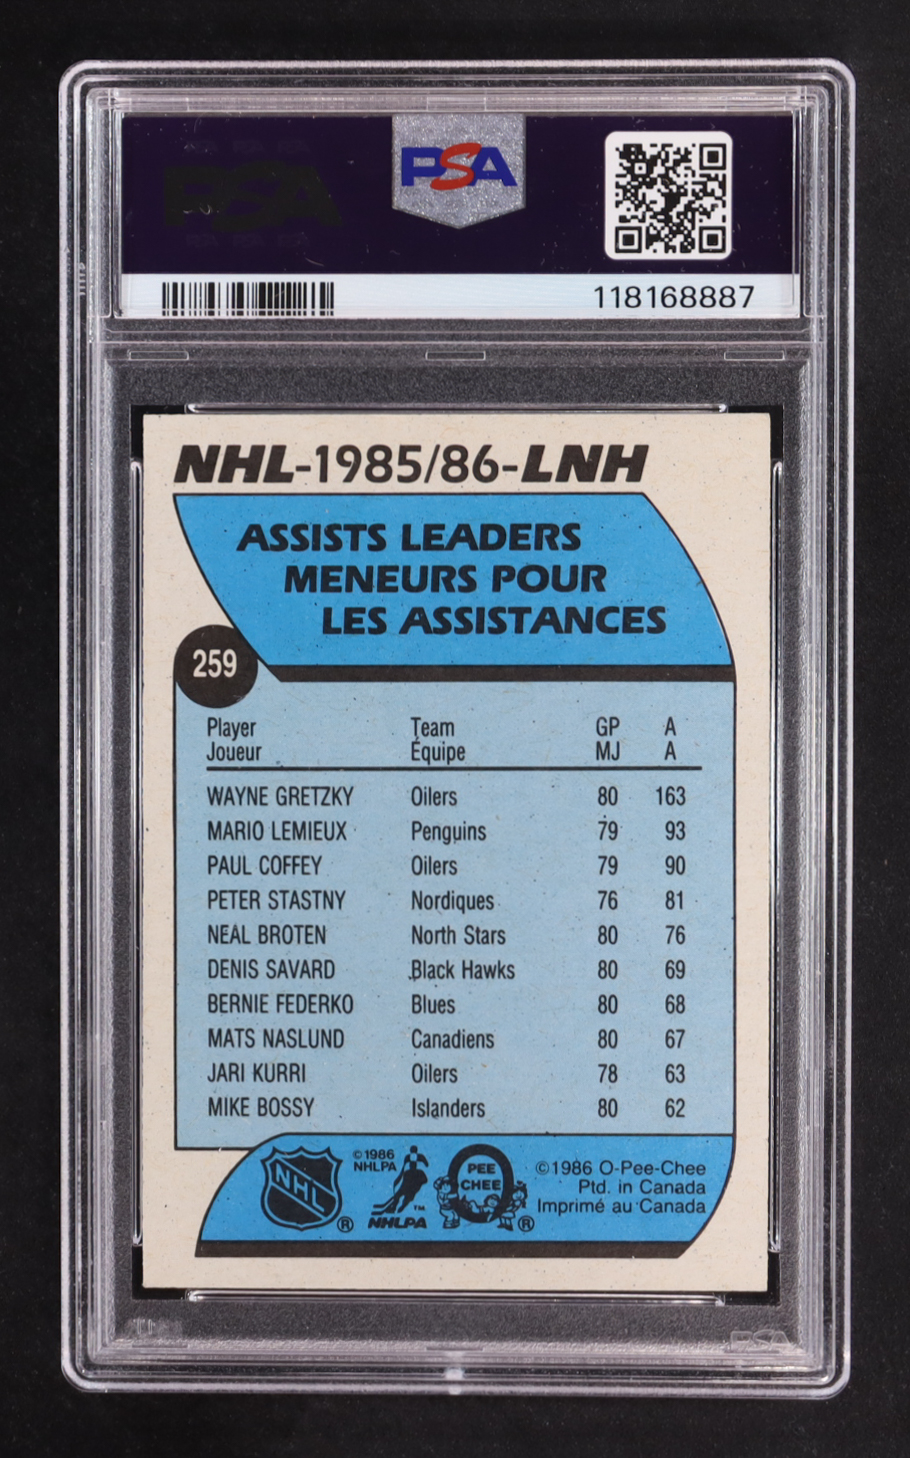 PSA
118168887
NHL-1985/86-LNH
ASSISTS LEADERS
MENEURS POUR
LES ASSISTANCES
259
Player Team GP A
Joueur Équipe MJ A
WAYNE GRETZKY Oilers 80 163
MARIO LEMIEUX Penguins 79 93
PAUL COFFEY Oilers 79 90
PETER STASTNY Nordiques 76 81
NEAL BROTEN North Stars 80 76
DENIS SAVARD Black Hawks 80 69
BERNIE FEDERKO Blues 80 68
MATS NASLUND Canadiens 80 67
JARI KURRI Oilers 78 63
MIKE BOSSY Islanders 80 62
NHL ®
©1986
NHLPA
NHLPA ™
O PEE
CHEE ®
©1986 O-Pee-Chee
Ptd. in Canada
Imprimé au Canada
PSA